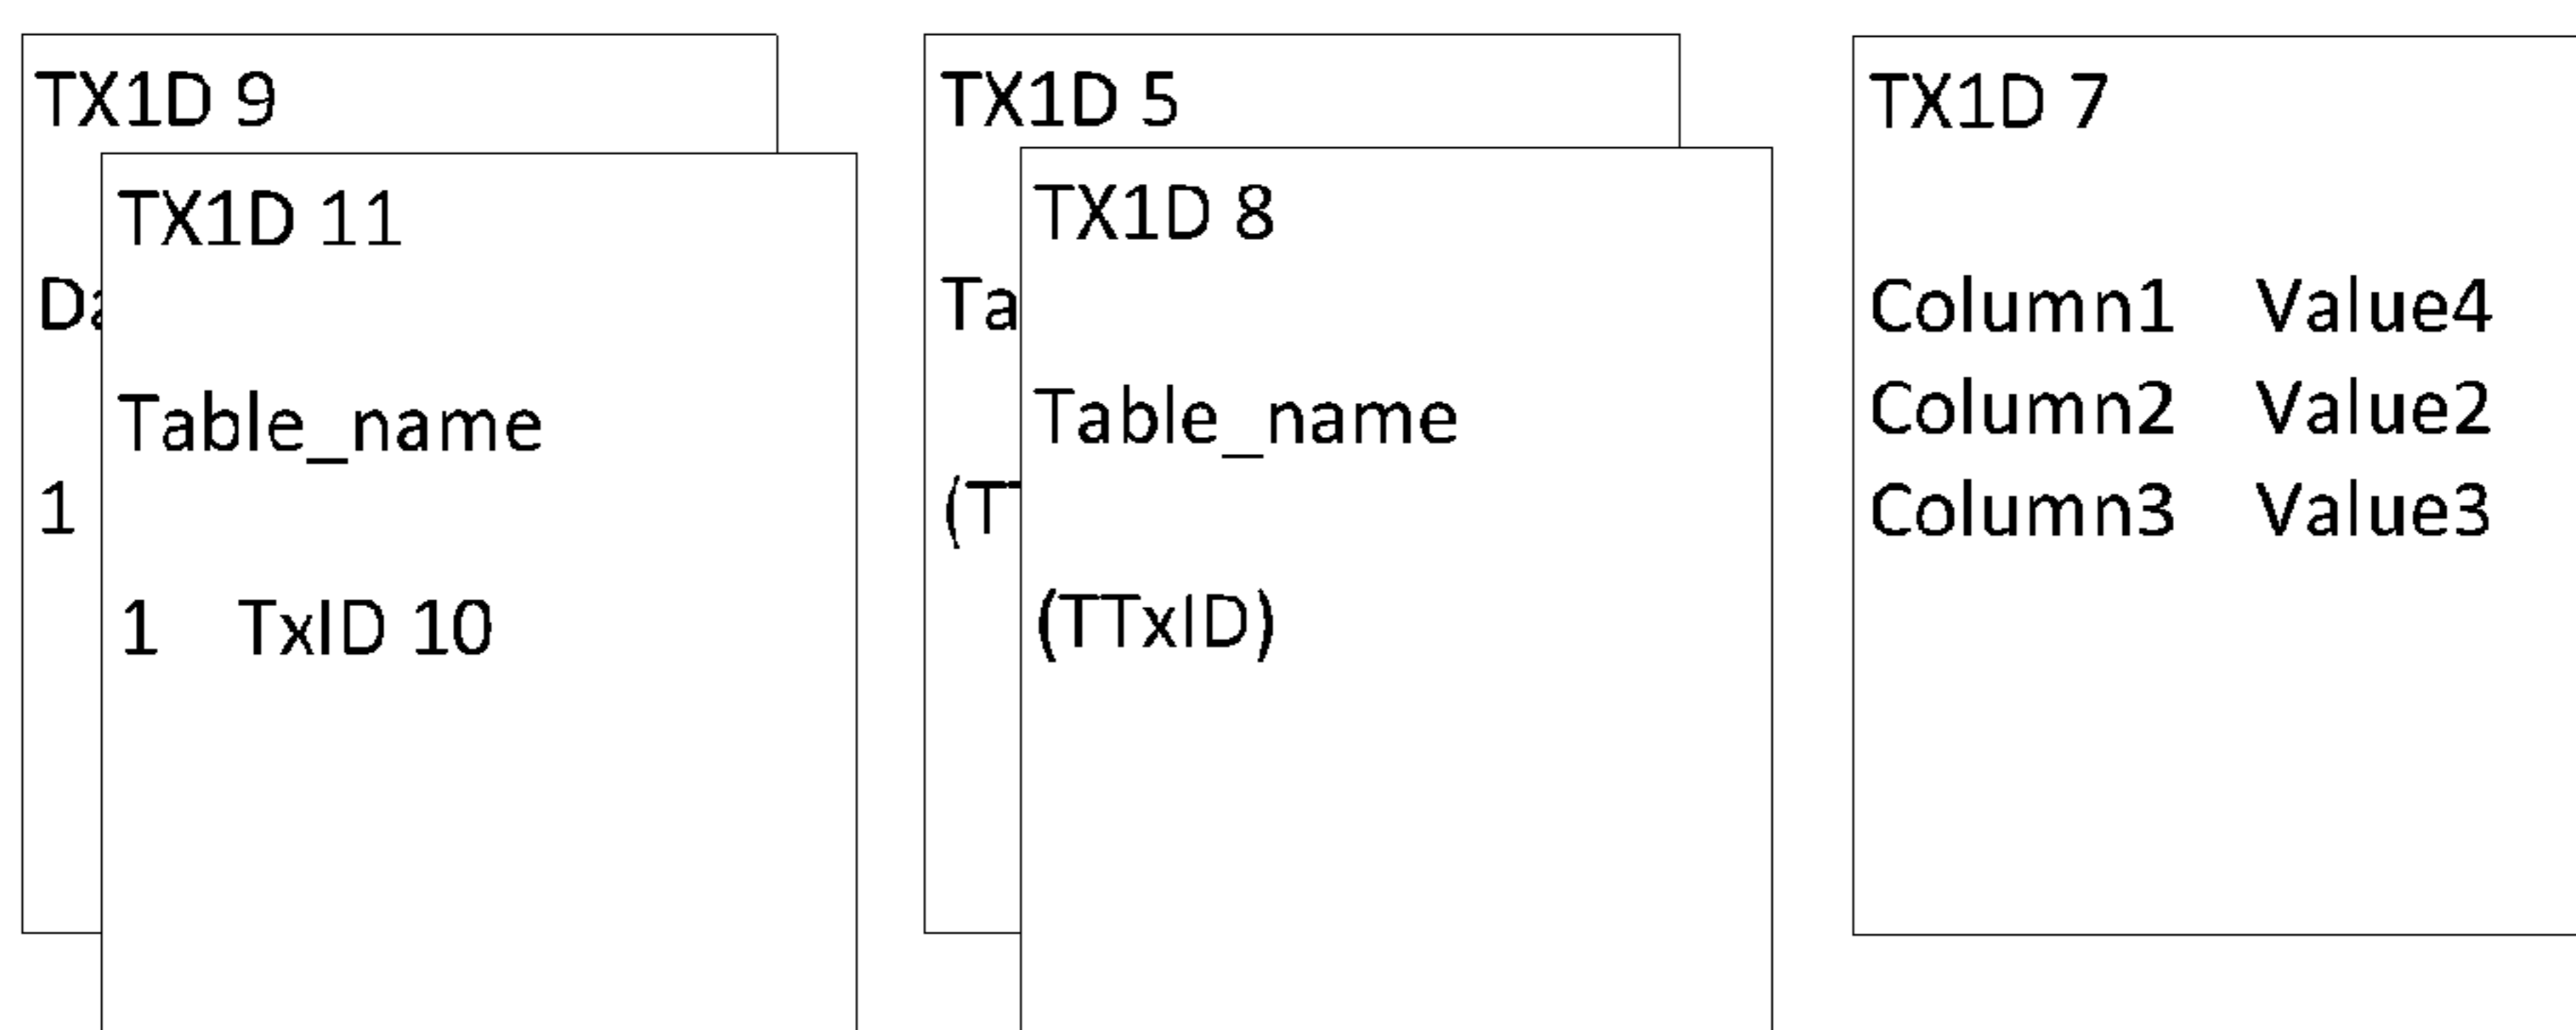 TX1D 9
1
TX1D 11
Table_name
1 TxID 10
TX1D 5
TX1D 8
Table_name
(TTxID)
TX1D 7
Column1 Value4
Column2 Value2
Column3 Value3